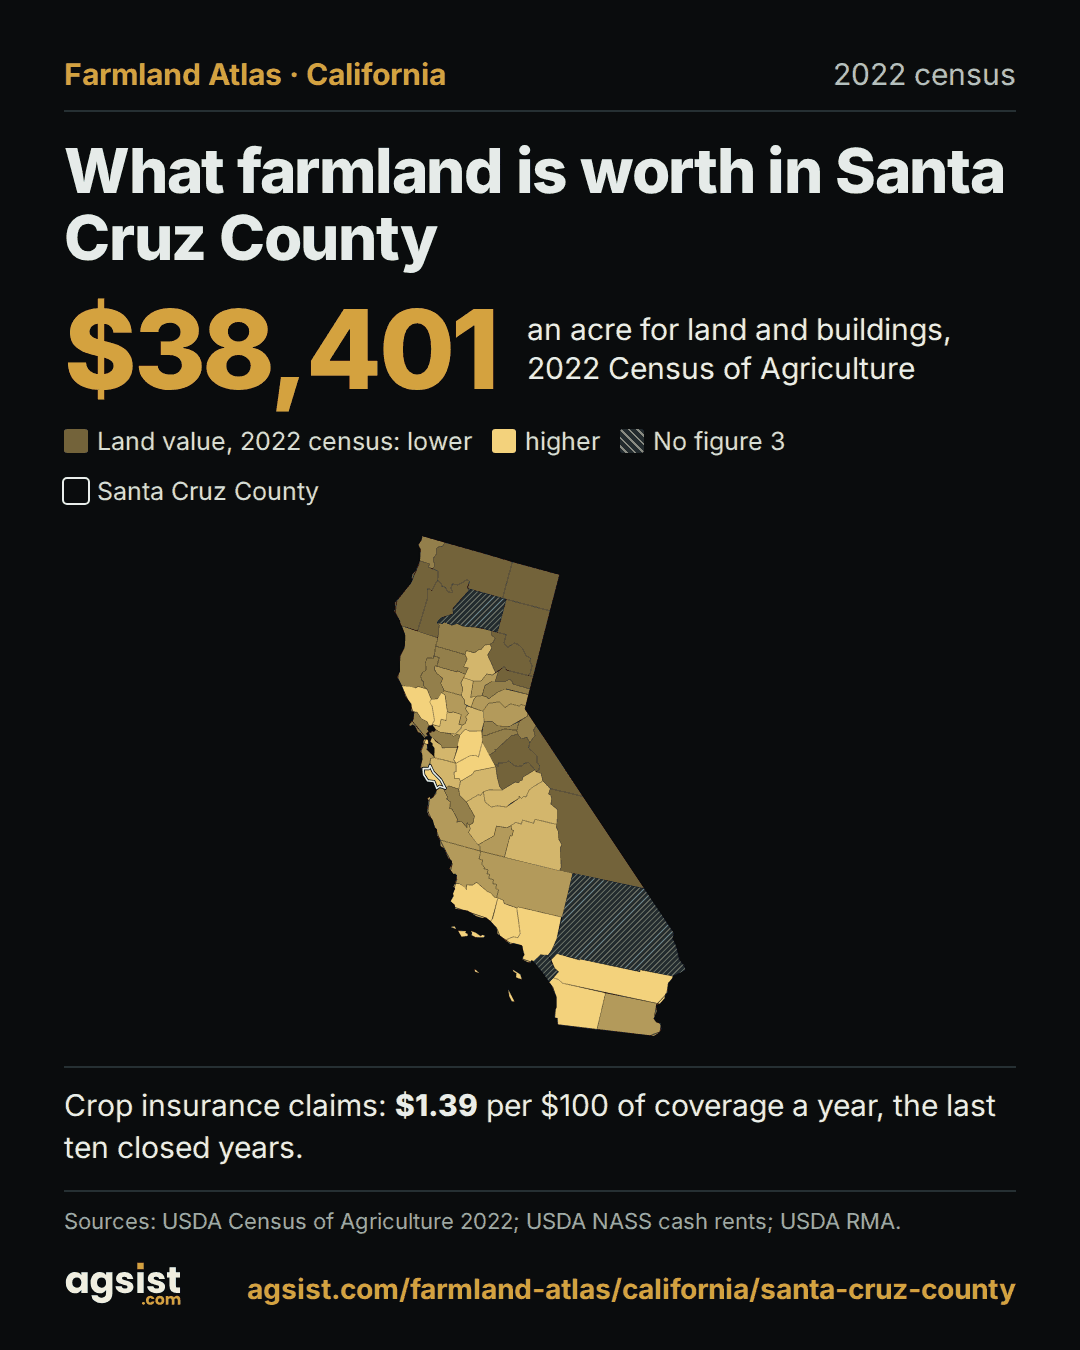 Farmland Atlas · California
2022 census
What farmland is worth in Santa
Cruz County
$38,401
an acre for land and buildings,
2022 Census of Agriculture
Land value, 2022 census: lower
higher
No figure 3
Santa Cruz County
Crop insurance claims: $1.39 per $100 of coverage a year, the last
ten closed years.
Sources: USDA Census of Agriculture 2022; USDA NASS cash rents; USDA RMA.
agsist
.com
agsist.com/farmland-atlas/california/santa-cruz-county